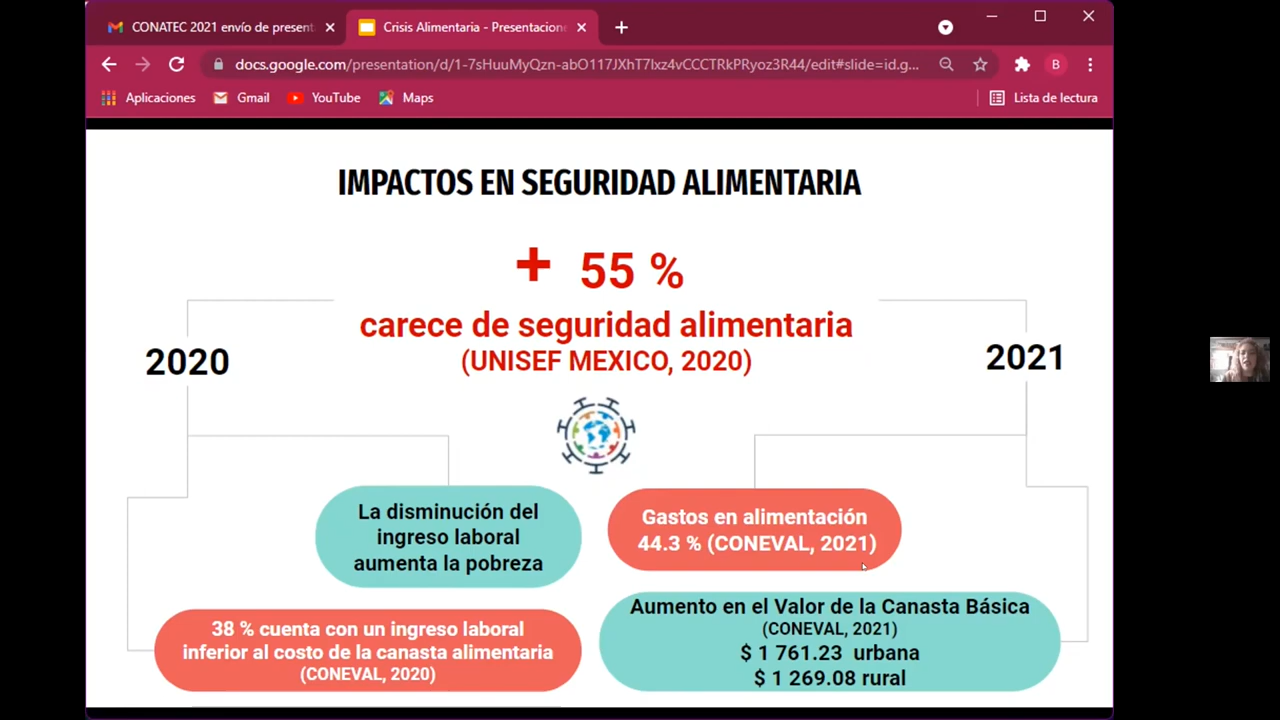 CONATEC 2021 envío de present
Crisis Alimentaria - Presentacione
docs.google.com/presentation/d/1-7sHuuMyQzn-abO117JXhT7lxz4vCCCTRkPRyoz3R44/edit#slide=id.g...
B
Aplicaciones
Gmail
YouTube
Maps
Lista de lectura
IMPACTOS EN SEGURIDAD ALIMENTARIA
+ 55 %
carece de seguridad alimentaria
(UNISEF MEXICO, 2020)
2020
2021
La disminución del
ingreso laboral
aumenta la pobreza
38 % cuenta con un ingreso laboral
inferior al costo de la canasta alimentaria
(CONEVAL, 2020)
Gastos en alimentación
44.3 % (CONEVAL, 2021)
Aumento en el Valor de la Canasta Básica
(CONEVAL, 2021)
$ 1 761.23 urbana
$ 1 269.08 rural